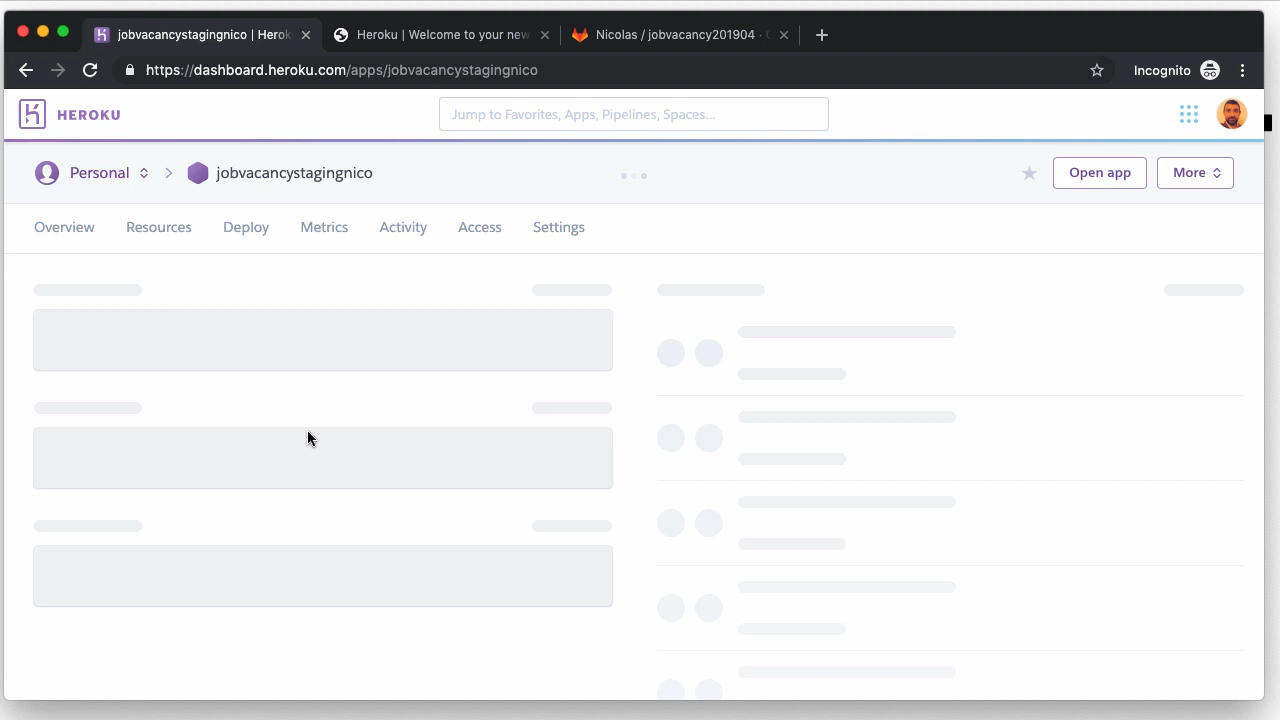 jobvacancystagingnico | Herok
Heroku | Welcome to your new
Nicolas / jobvacancy201904 ·
https://dashboard.heroku.com/apps/jobvacancystagingnico
Incognito
HEROKU
Jump to Favorites, Apps, Pipelines, Spaces...
Personal
jobvacancystagingnico
Open app
More
Overview
Resources
Deploy
Metrics
Activity
Access
Settings